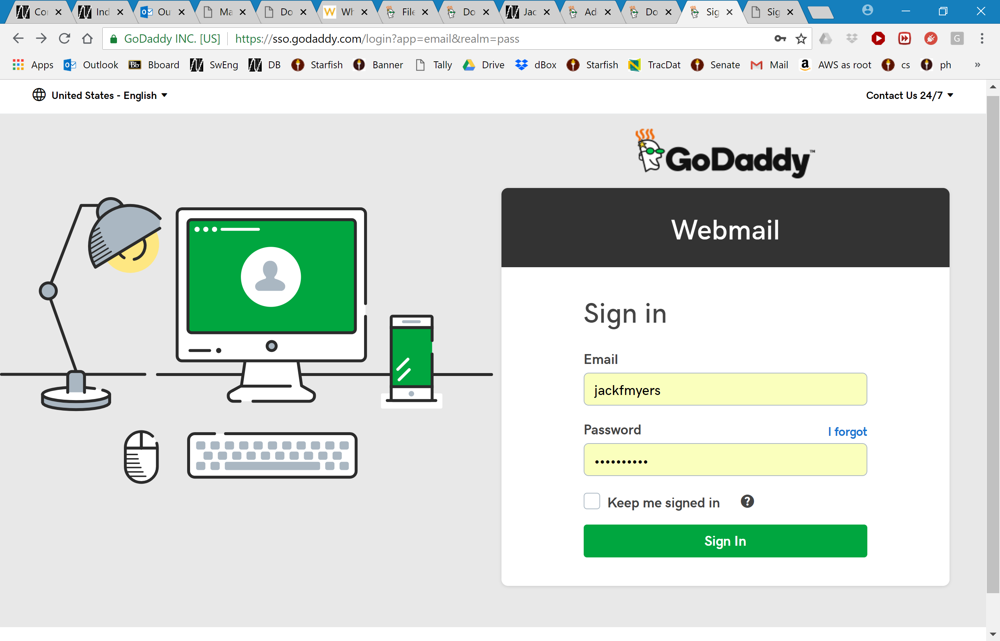 Cor Ind Ou Ma Do Wh File Do Jac Ad Do Sig Sig
GoDaddy INC. [US] https://sso.godaddy.com/login?app=email&realm=pass G
Apps Outlook Bb Bboard SwEng DB Starfish Banner Tally Drive dBox Starfish TracDat Senate Mail AWS as root cs ph »
United States - English Contact Us 24/7
GoDaddy™
Webmail
Sign in
Email
jackfmyers
Password I forgot
••••••••••
Keep me signed in ?
Sign In